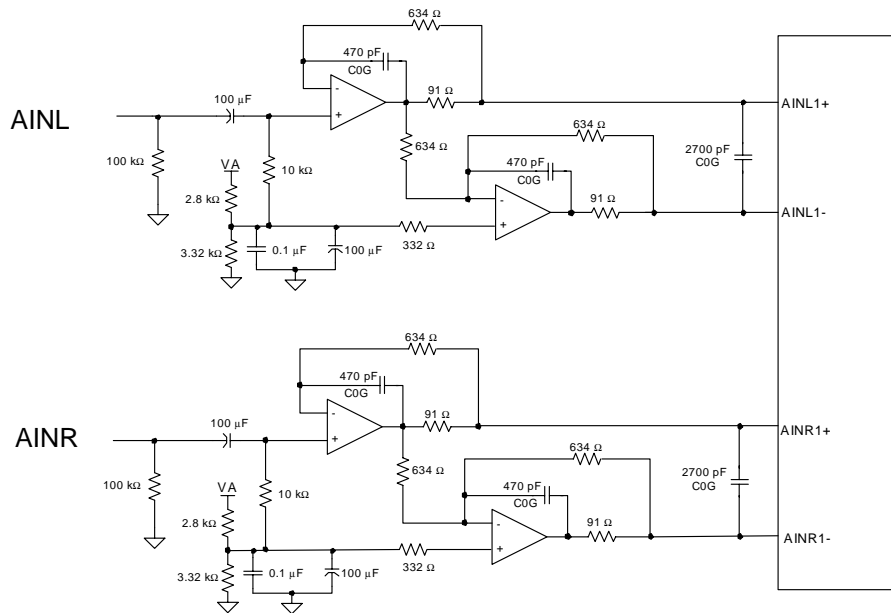 634 Ω
470 pF
C0G
91 Ω
100 µF
AINL
AINL1+
634 Ω
634 Ω
470 pF
C0G
2700 pF
C0G
100 kΩ
VA
10 kΩ
2.8 kΩ
91 Ω
AINL1-
332 Ω
3.32 kΩ
0.1 µF
100 µF
634 Ω
470 pF
C0G
91 Ω
100 µF
AINR
AINR1+
634 Ω
634 Ω
470 pF
C0G
2700 pF
C0G
100 kΩ
VA
10 kΩ
2.8 kΩ
91 Ω
AINR1-
332 Ω
3.32 kΩ
0.1 µF
100 µF